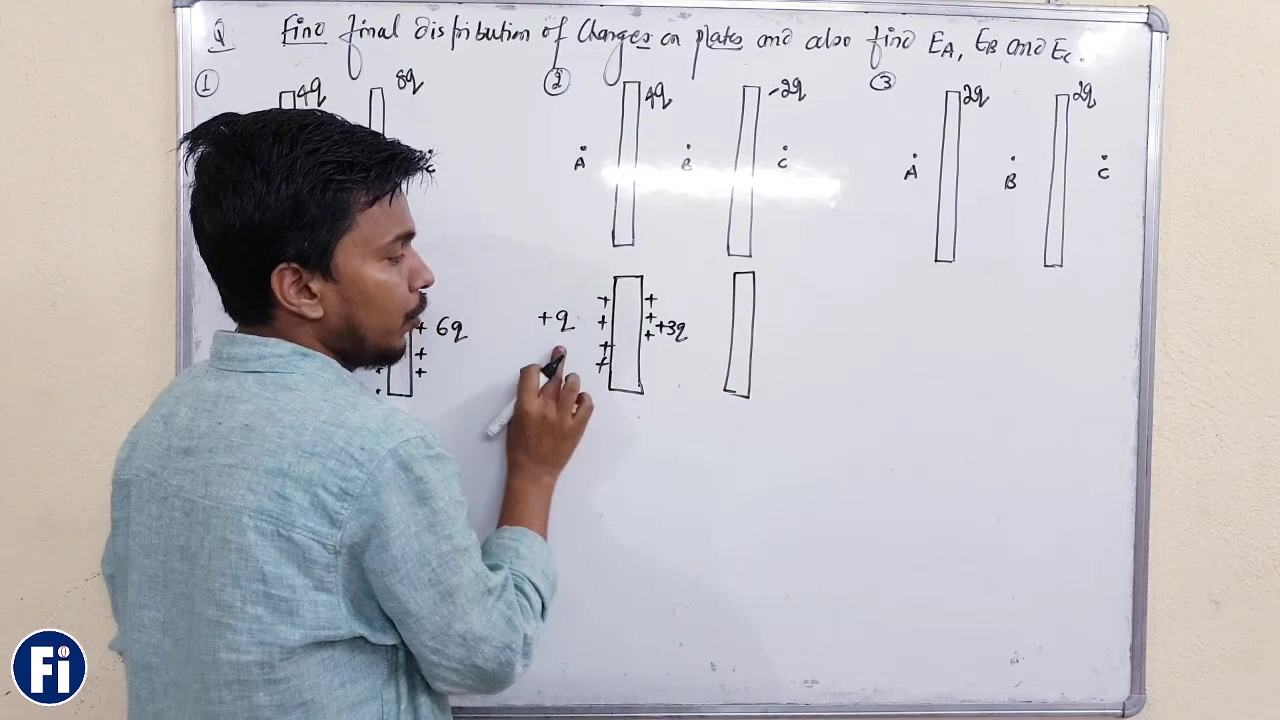 Q Find final distribution of Charges on plates and also find EA, EB and EC.
① 4q 8q C
② 4q -2q A B C
③ 2q 2q A B C
+ 6q
+
+
+q + + + + + + + +3q
Fi